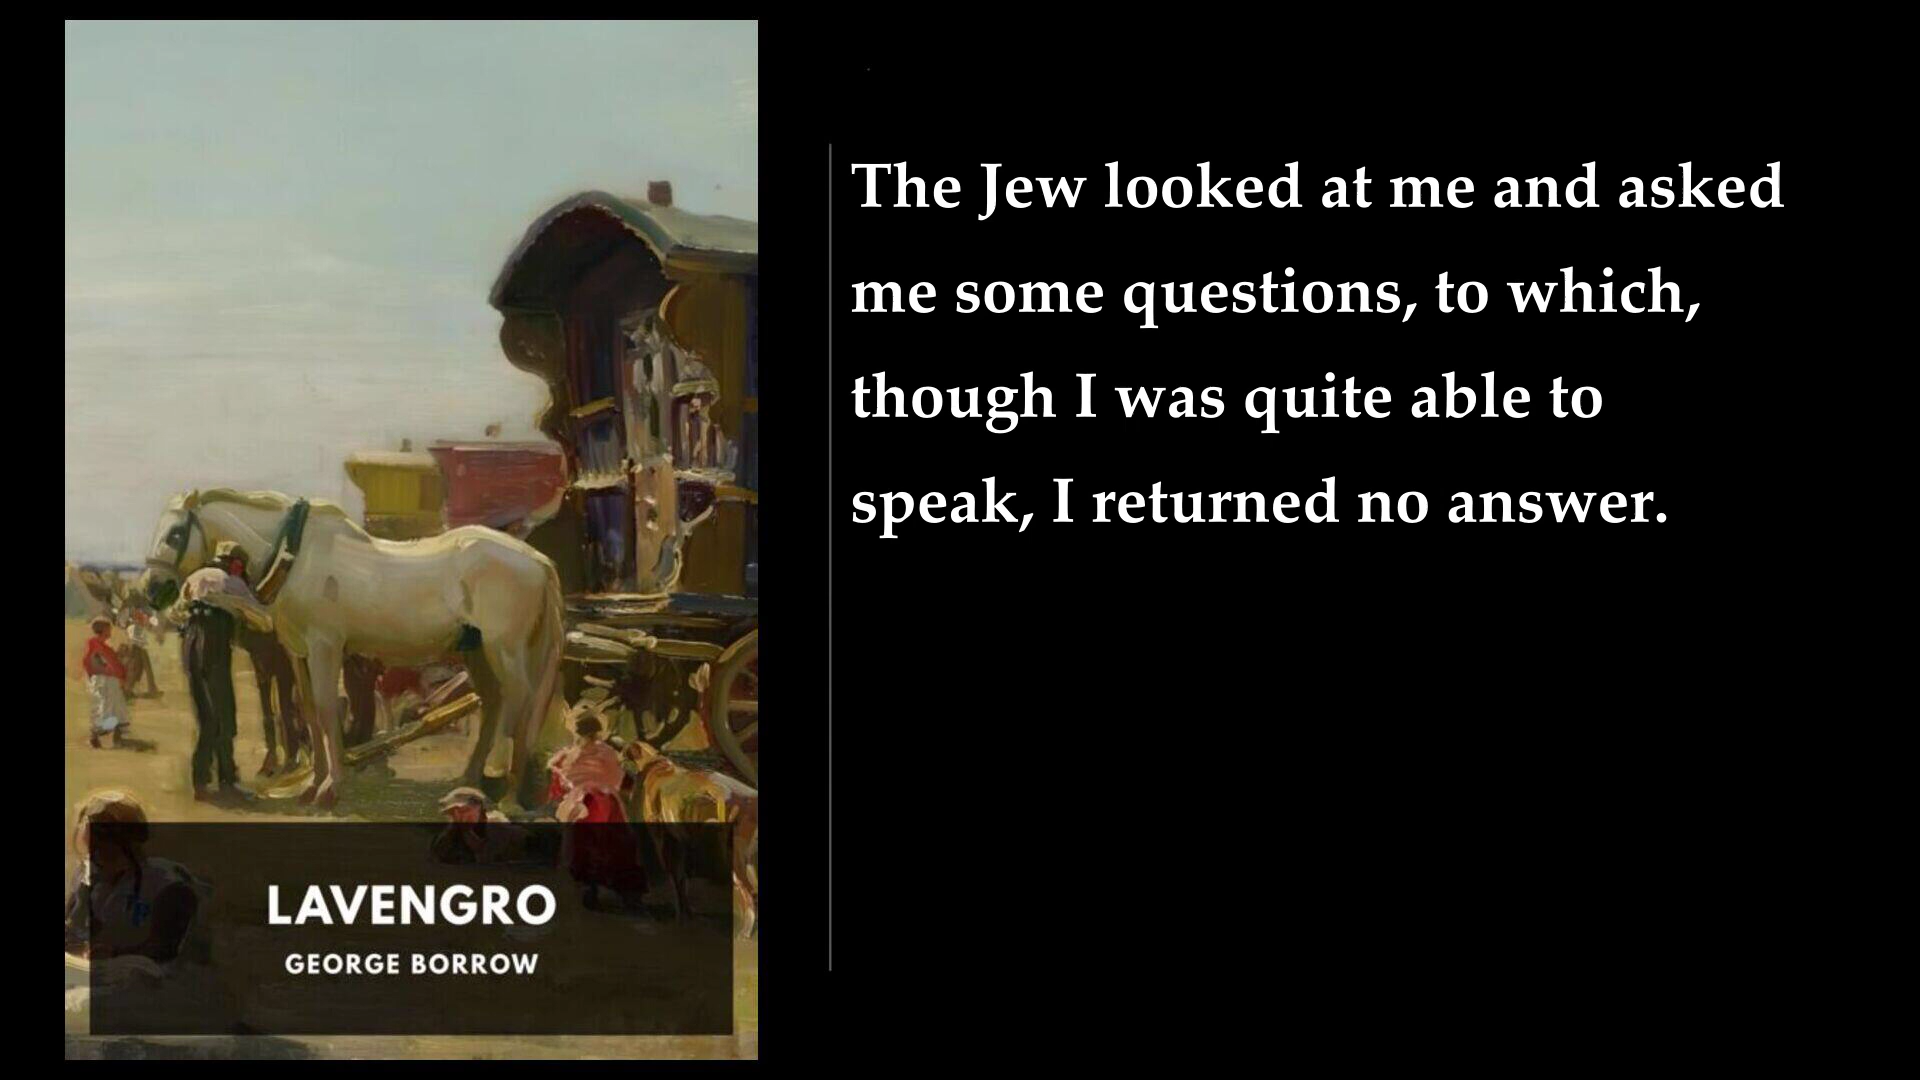 The Jew looked at me and asked
me some questions, to which,
though I was quite able to
speak, I returned no answer.
LAVENGRO
GEORGE BORROW